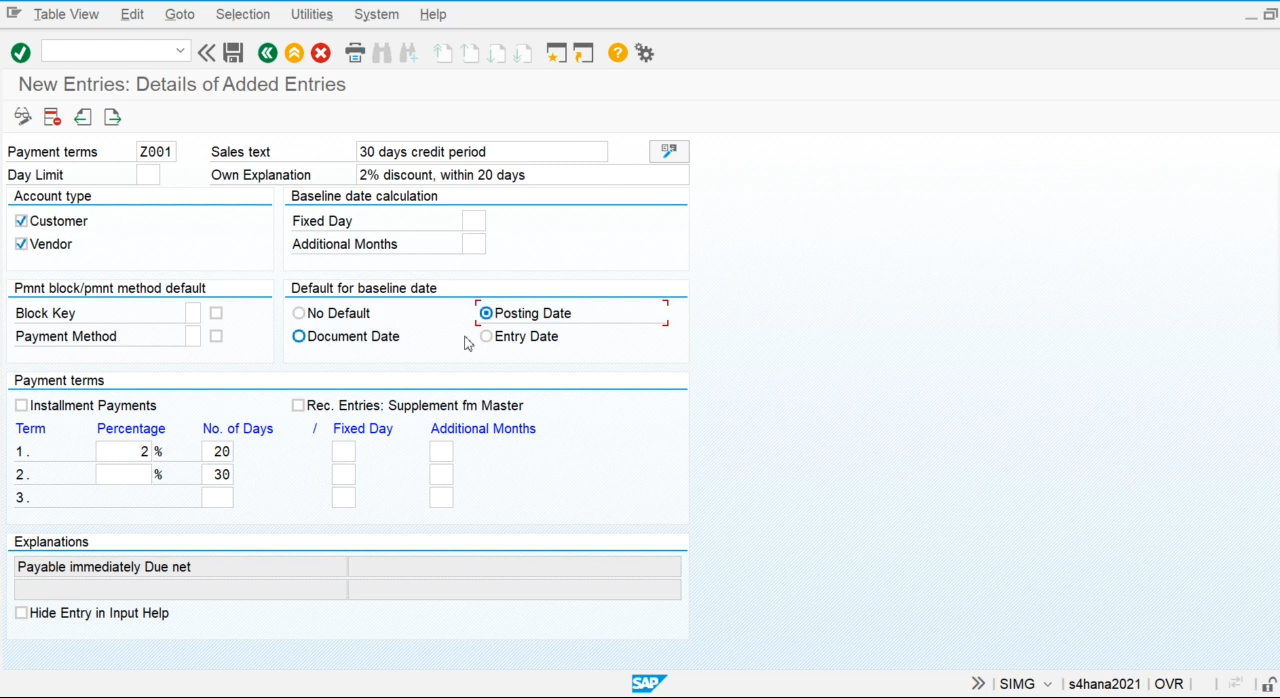 Table View Edit Goto Selection Utilities System Help
New Entries: Details of Added Entries
Payment terms Z001 Sales text 30 days credit period
Day Limit Own Explanation 2% discount, within 20 days
Account type Baseline date calculation
Customer Fixed Day
Vendor Additional Months
Pmnt block/pmnt method default Default for baseline date
Block Key No Default Posting Date
Payment Method Document Date Entry Date
Payment terms
Installment Payments Rec. Entries: Supplement fm Master
Term Percentage No. of Days / Fixed Day Additional Months
1. 2 % 20
2. % 30
3.
Explanations
Payable immediately Due net
Hide Entry in Input Help
SAP SIMG s4hana2021 OVR